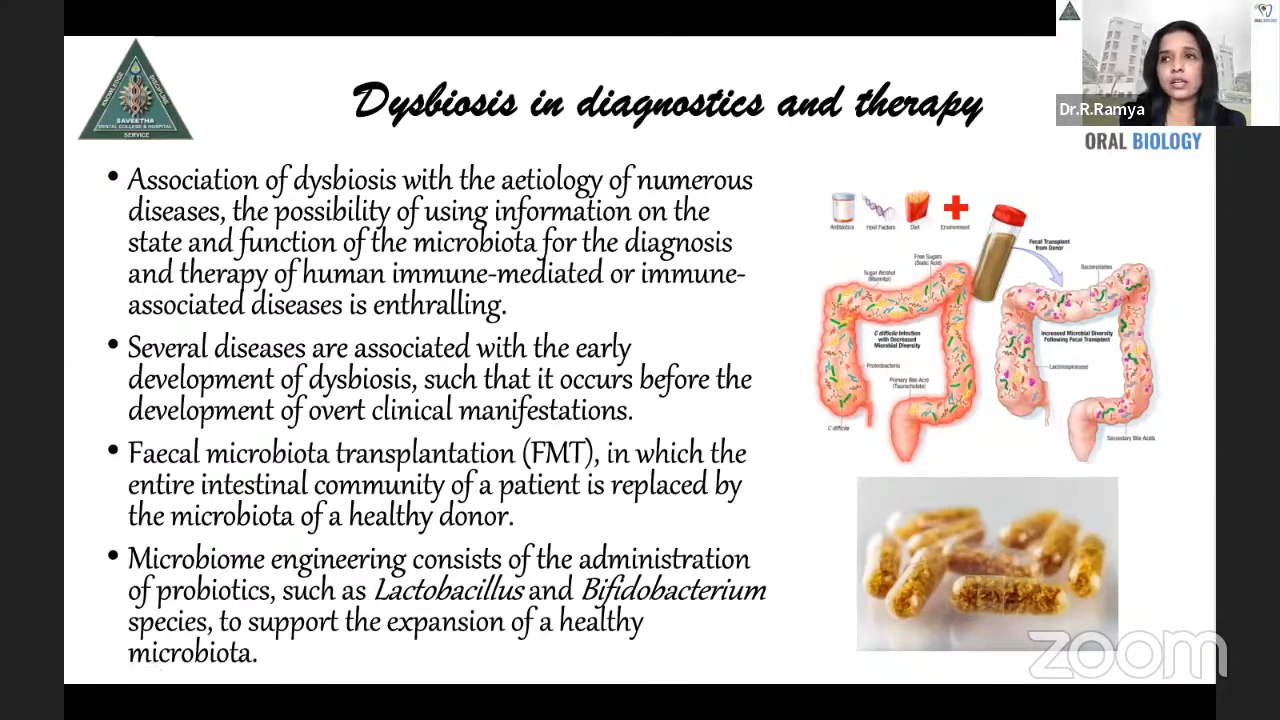 Dysbiosis in diagnostics and therapy
KNOWLEDGE
DISCIPLINE
SAVEETHA
DENTAL COLLEGE & HOSPITAL
SERVICE
Dr.R.Ramya
ORAL BIOLOGY
• Association of dysbiosis with the aetiology of numerous
diseases, the possibility of using information on the
state and function of the microbiota for the diagnosis
and therapy of human immune-mediated or immune-
associated diseases is enthralling.
• Several diseases are associated with the early
development of dysbiosis, such that it occurs before the
development of overt clinical manifestations.
• Faecal microbiota transplantation (FMT), in which the
entire intestinal community of a patient is replaced by
the microbiota of a healthy donor.
• Microbiome engineering consists of the administration
of probiotics, such as Lactobacillus and Bifidobacterium
species, to support the expansion of a healthy
microbiota.
Antibiotics
Host Factors
Diet
Environment
Fecal Transplant
from Donor
Free Sugars
(Sialic Acid)
Sugar Alcohol
(Mannitol)
Bacteroidetes
C difficile Infection
with Decreased
Microbial Diversity
Increased Microbial Diversity
Following Fecal Transplant
Proteobacteria
Lachnospiraceae
Primary Bile Acid
(Taurocholate)
C difficile
Secondary Bile Acids
zoom